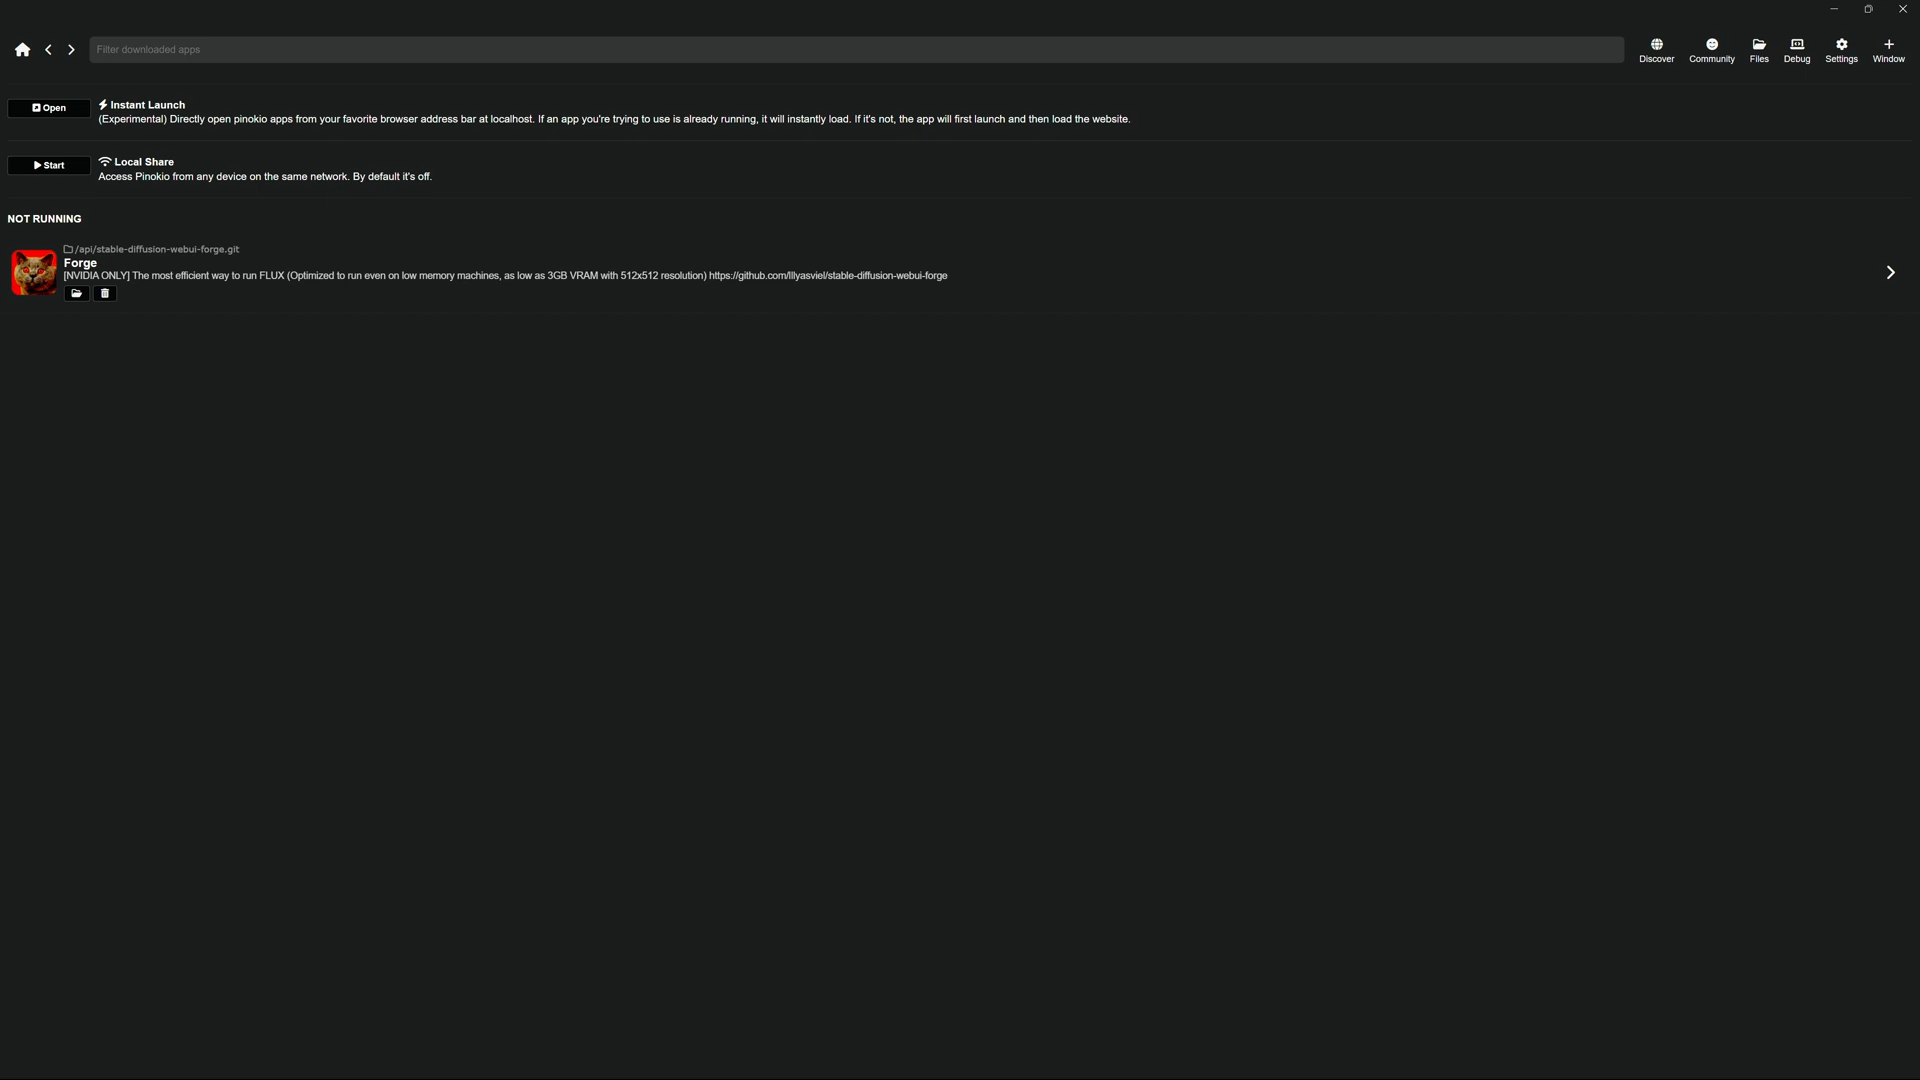 Filter downloaded apps
Discover
Community
Files
Debug
Settings
Window
Open
Instant Launch
(Experimental) Directly open pinokio apps from your favorite browser address bar at localhost. If an app you're trying to use is already running, it will instantly load. If it's not, the app will first launch and then load the website.
Start
Local Share
Access Pinokio from any device on the same network. By default it's off.
NOT RUNNING
/api/stable-diffusion-webui-forge.git
Forge
[NVIDIA ONLY] The most efficient way to run FLUX (Optimized to run even on low memory machines, as low as 3GB VRAM with 512x512 resolution) https://github.com/lllyasviel/stable-diffusion-webui-forge